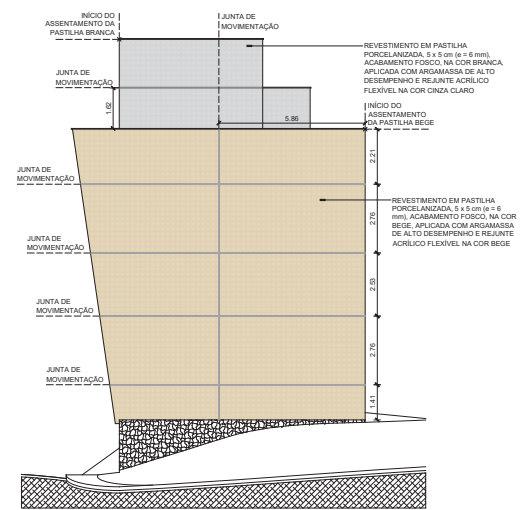 INÍCIO DO
ASSENTAMENTO DA
PASTILHA BRANCA
JUNTA DE
MOVIMENTAÇÃO
REVESTIMENTO EM PASTILHA
PORCELANIZADA, 5 x 5 cm (e = 6 mm),
ACABAMENTO FOSCO, NA COR BRANCA,
APLICADA COM ARGAMASSA DE ALTO
DESEMPENHO E REJUNTE ACRÍLICO
FLEXÍVEL NA COR CINZA CLARO
JUNTA DE
MOVIMENTAÇÃO
1.62
5.86
INÍCIO DO
ASSENTAMENTO
DA PASTILHA BEGE
2.21
JUNTA DE
MOVIMENTAÇÃO
REVESTIMENTO EM PASTILHA
PORCELANIZADA, 5 x 5 cm (e = 6
mm), ACABAMENTO FOSCO, NA COR
BEGE, APLICADA COM ARGAMASSA
DE ALTO DESEMPENHO E REJUNTE
ACRÍLICO FLEXÍVEL NA COR BEGE
2.76
JUNTA DE
MOVIMENTAÇÃO
2.53
JUNTA DE
MOVIMENTAÇÃO
2.76
JUNTA DE
MOVIMENTAÇÃO
1.41